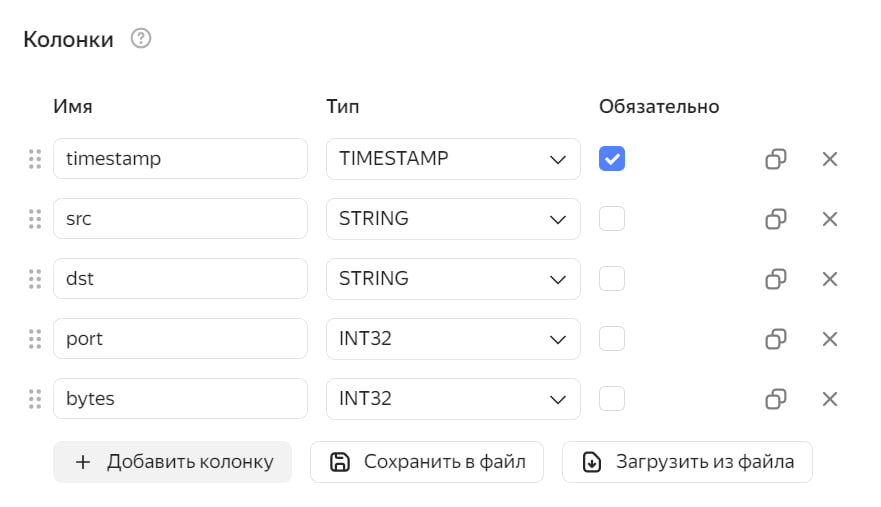 Колонки ?
Имя Тип Обязательно
timestamp TIMESTAMP
src STRING
dst STRING
port INT32
bytes INT32
+ Добавить колонку Сохранить в файл Загрузить из файла